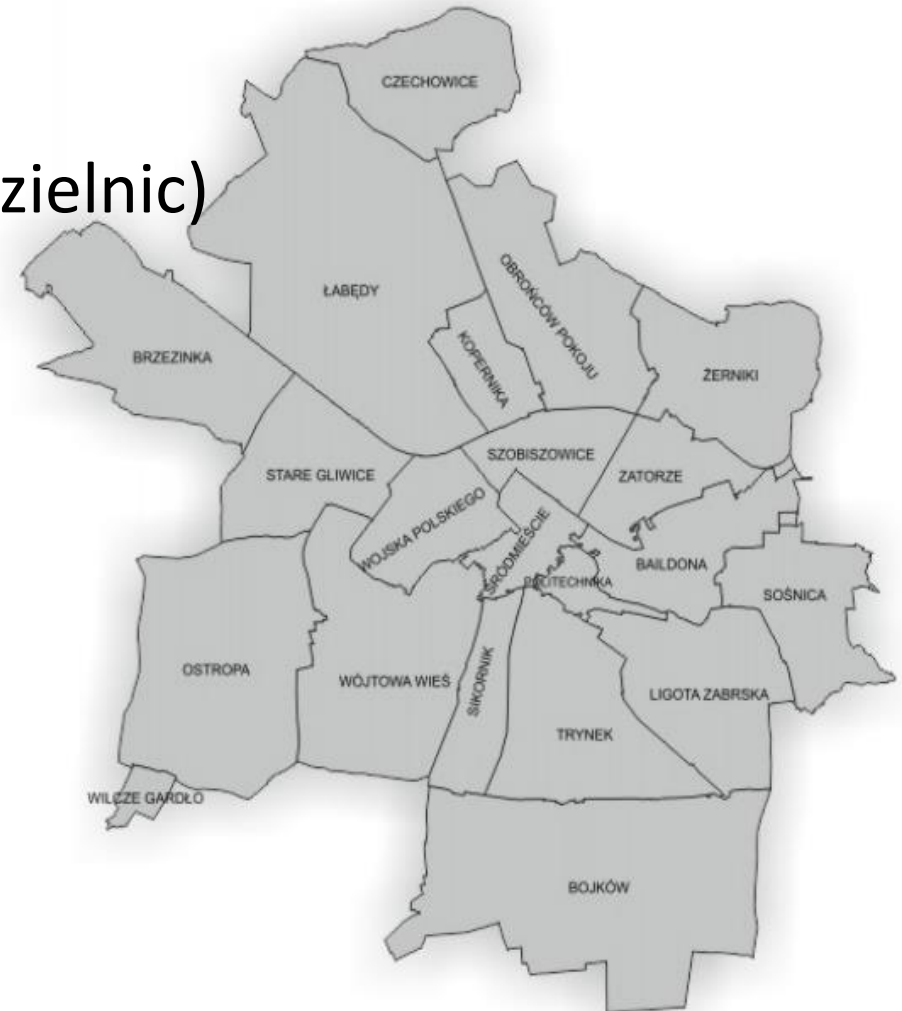 CZECHOWICE
zielnic)
OBROŃCÓW POKOJU
ŁABĘDY
KOPERNIKA
BRZEZINKA
ŻERNIKI
SZOBISZOWICE
STARE GLIWICE
ZATORZE
WOJSKA POLSKIEGO
ŚRÓDMIEŚCIE
BAILDONA
POLITECHNIKA
SOŚNICA
OSTROPA
WÓJTOWA WIEŚ
SIKORNIK
LIGOTA ZABRSKA
TRYNEK
WILCZE GARDŁO
BOJKÓW